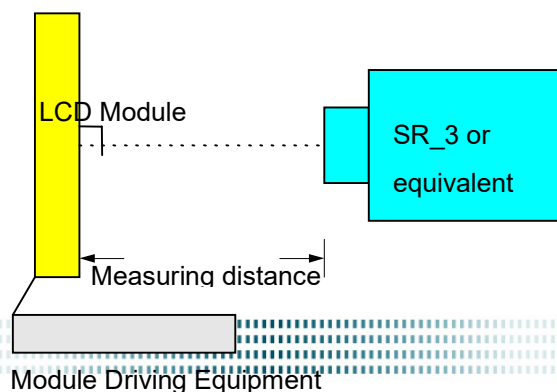 LCD Module
SR_3 or
equivalent
Measuring distance
Module Driving Equipment